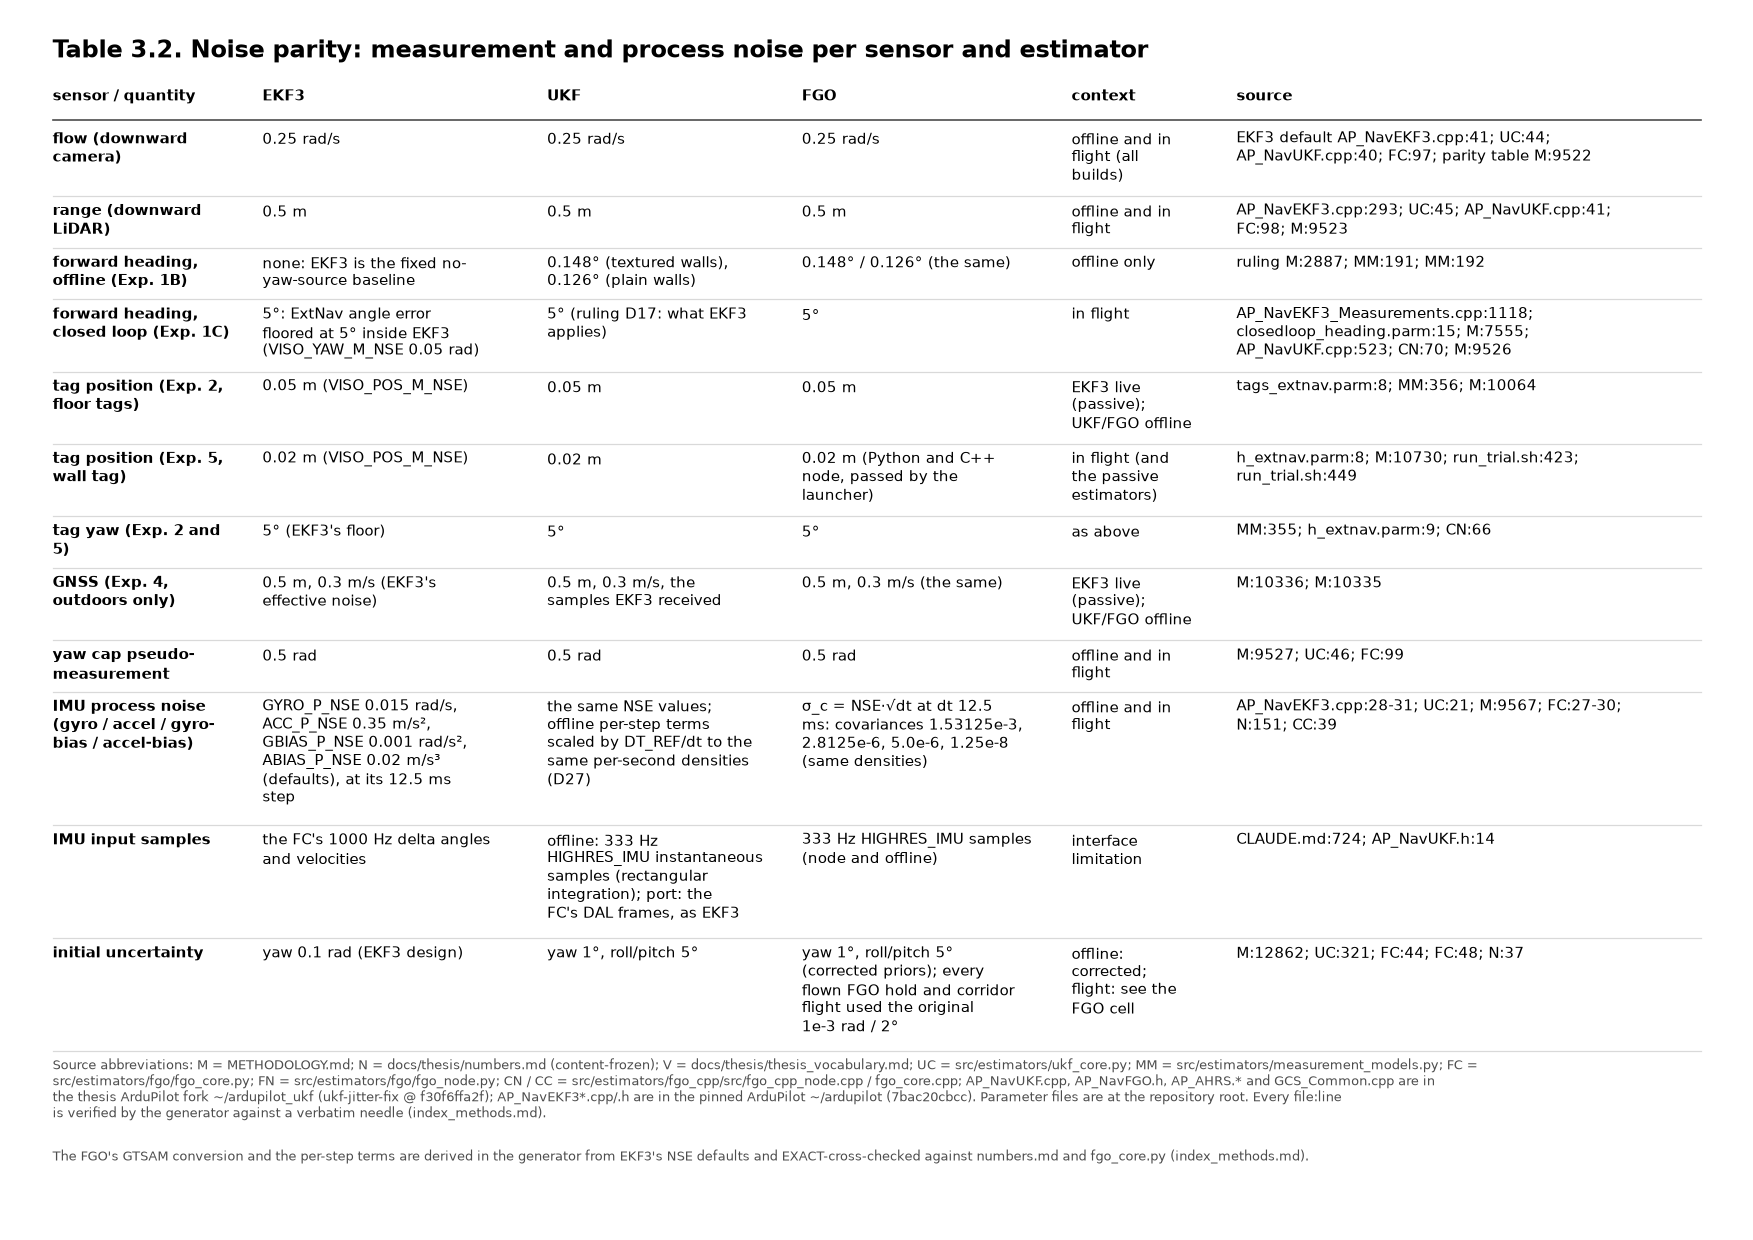 Table 3.2. Noise parity: measurement and process noise per sensor and estimator
sensor / quantity EKF3 UKF FGO context source
flow (downward
camera)
0.25 rad/s
0.25 rad/s
0.25 rad/s
offline and in
flight (all
builds)
EKF3 default AP_NavEKF3.cpp:41; UC:44;
AP_NavUKF.cpp:40; FC:97; parity table M:9522
range (downward
LiDAR)
0.5 m
0.5 m
0.5 m
offline and in
flight
AP_NavEKF3.cpp:293; UC:45; AP_NavUKF.cpp:41;
FC:98; M:9523
forward heading,
offline (Exp. 1B)
none: EKF3 is the fixed no-
yaw-source baseline
0.148° (textured walls),
0.126° (plain walls)
0.148° / 0.126° (the same)
offline only
ruling M:2887; MM:191; MM:192
forward heading,
closed loop (Exp. 1C)
5°: ExtNav angle error
floored at 5° inside EKF3
(VISO_YAW_M_NSE 0.05 rad)
5° (ruling D17: what EKF3
applies)
5°
in flight
AP_NavEKF3_Measurements.cpp:1118;
closedloop_heading.parm:15; M:7555;
AP_NavUKF.cpp:523; CN:70; M:9526
tag position (Exp. 2,
floor tags)
0.05 m (VISO_POS_M_NSE)
0.05 m
0.05 m
EKF3 live
(passive);
UKF/FGO offline
tags_extnav.parm:8; MM:356; M:10064
tag position (Exp. 5,
wall tag)
0.02 m (VISO_POS_M_NSE)
0.02 m
0.02 m (Python and C++
node, passed by the
launcher)
in flight (and
the passive
estimators)
h_extnav.parm:8; M:10730; run_trial.sh:423;
run_trial.sh:449
tag yaw (Exp. 2 and
5)
5° (EKF3's floor)
5°
5°
as above
MM:355; h_extnav.parm:9; CN:66
GNSS (Exp. 4,
outdoors only)
0.5 m, 0.3 m/s (EKF3's
effective noise)
0.5 m, 0.3 m/s, the
samples EKF3 received
0.5 m, 0.3 m/s (the same)
EKF3 live
(passive);
UKF/FGO offline
M:10336; M:10335
yaw cap pseudo-
measurement
0.5 rad
0.5 rad
0.5 rad
offline and in
flight
M:9527; UC:46; FC:99
IMU process noise
(gyro / accel / gyro-
bias / accel-bias)
GYRO_P_NSE 0.015 rad/s,
ACC_P_NSE 0.35 m/s²,
GBIAS_P_NSE 0.001 rad/s²,
ABIAS_P_NSE 0.02 m/s³
(defaults), at its 12.5 ms
step
the same NSE values;
offline per-step terms
scaled by DT_REF/dt to the
same per-second densities
(D27)
σ_c = NSE·√dt at dt 12.5
ms: covariances 1.53125e-3,
2.8125e-6, 5.0e-6, 1.25e-8
(same densities)
offline and in
flight
AP_NavEKF3.cpp:28-31; UC:21; M:9567; FC:27-30;
N:151; CC:39
IMU input samples
the FC's 1000 Hz delta angles
and velocities
offline: 333 Hz
HIGHRES_IMU instantaneous
samples (rectangular
integration); port: the
FC's DAL frames, as EKF3
333 Hz HIGHRES_IMU samples
(node and offline)
interface
limitation
CLAUDE.md:724; AP_NavUKF.h:14
initial uncertainty
yaw 0.1 rad (EKF3 design)
yaw 1°, roll/pitch 5°
yaw 1°, roll/pitch 5°
(corrected priors); every
flown FGO hold and corridor
flight used the original
1e-3 rad / 2°
offline:
corrected;
flight: see the
FGO cell
M:12862; UC:321; FC:44; FC:48; N:37
Source abbreviations: M = METHODOLOGY.md; N = docs/thesis/numbers.md (content-frozen); V = docs/thesis/thesis_vocabulary.md; UC = src/estimators/ukf_core.py; MM = src/estimators/measurement_models.py; FC =
src/estimators/fgo/fgo_core.py; FN = src/estimators/fgo/fgo_node.py; CN / CC = src/estimators/fgo_cpp/src/fgo_cpp_node.cpp / fgo_core.cpp; AP_NavUKF.cpp, AP_NavFGO.h, AP_AHRS.* and GCS_Common.cpp are in
the thesis ArduPilot fork ~/ardupilot_ukf (ukf-jitter-fix @ f30f6ffa2f); AP_NavEKF3*.cpp/.h are in the pinned ArduPilot ~/ardupilot (7bac20cbcc). Parameter files are at the repository root. Every file:line
is verified by the generator against a verbatim needle (index_methods.md).
The FGO's GTSAM conversion and the per-step terms are derived in the generator from EKF3's NSE defaults and EXACT-cross-checked against numbers.md and fgo_core.py (index_methods.md).